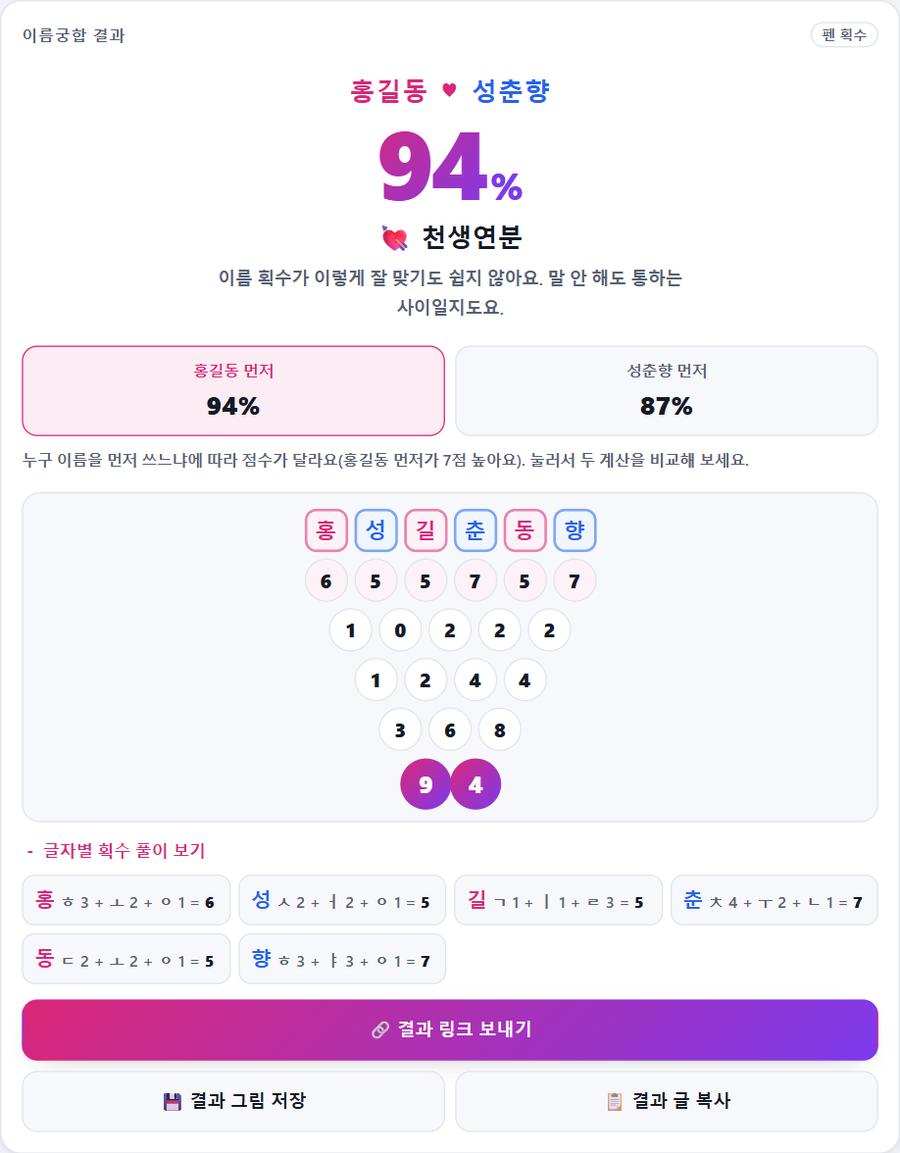 이름궁합 결과
펜 획수
홍길동 ♥ 성춘향
94%
💘 천생연분
이름 획수가 이렇게 잘 맞기도 쉽지 않아요. 말 안 해도 통하는
사이일지도요.
홍길동 먼저
94%
성춘향 먼저
87%
누구 이름을 먼저 쓰느냐에 따라 점수가 달라요(홍길동 먼저가 7점 높아요). 눌러서 두 계산을 비교해 보세요.
홍 성 길 춘 동 향
6 5 5 7 5 7
1 0 2 2 2
1 2 4 4
3 6 8
9 4
- 글자별 획수 풀이 보기
홍 ㅎ 3 + ㅗ 2 + ㅇ 1 = 6
성 ㅅ 2 + ㅓ 2 + ㅇ 1 = 5
길 ㄱ 1 + ㅣ 1 + ㄹ 3 = 5
춘 ㅊ 4 + ㅜ 2 + ㄴ 1 = 7
동 ㄷ 2 + ㅗ 2 + ㅇ 1 = 5
향 ㅎ 3 + ㅑ 3 + ㅇ 1 = 7
🔗 결과 링크 보내기
💾 결과 그림 저장
📋 결과 글 복사